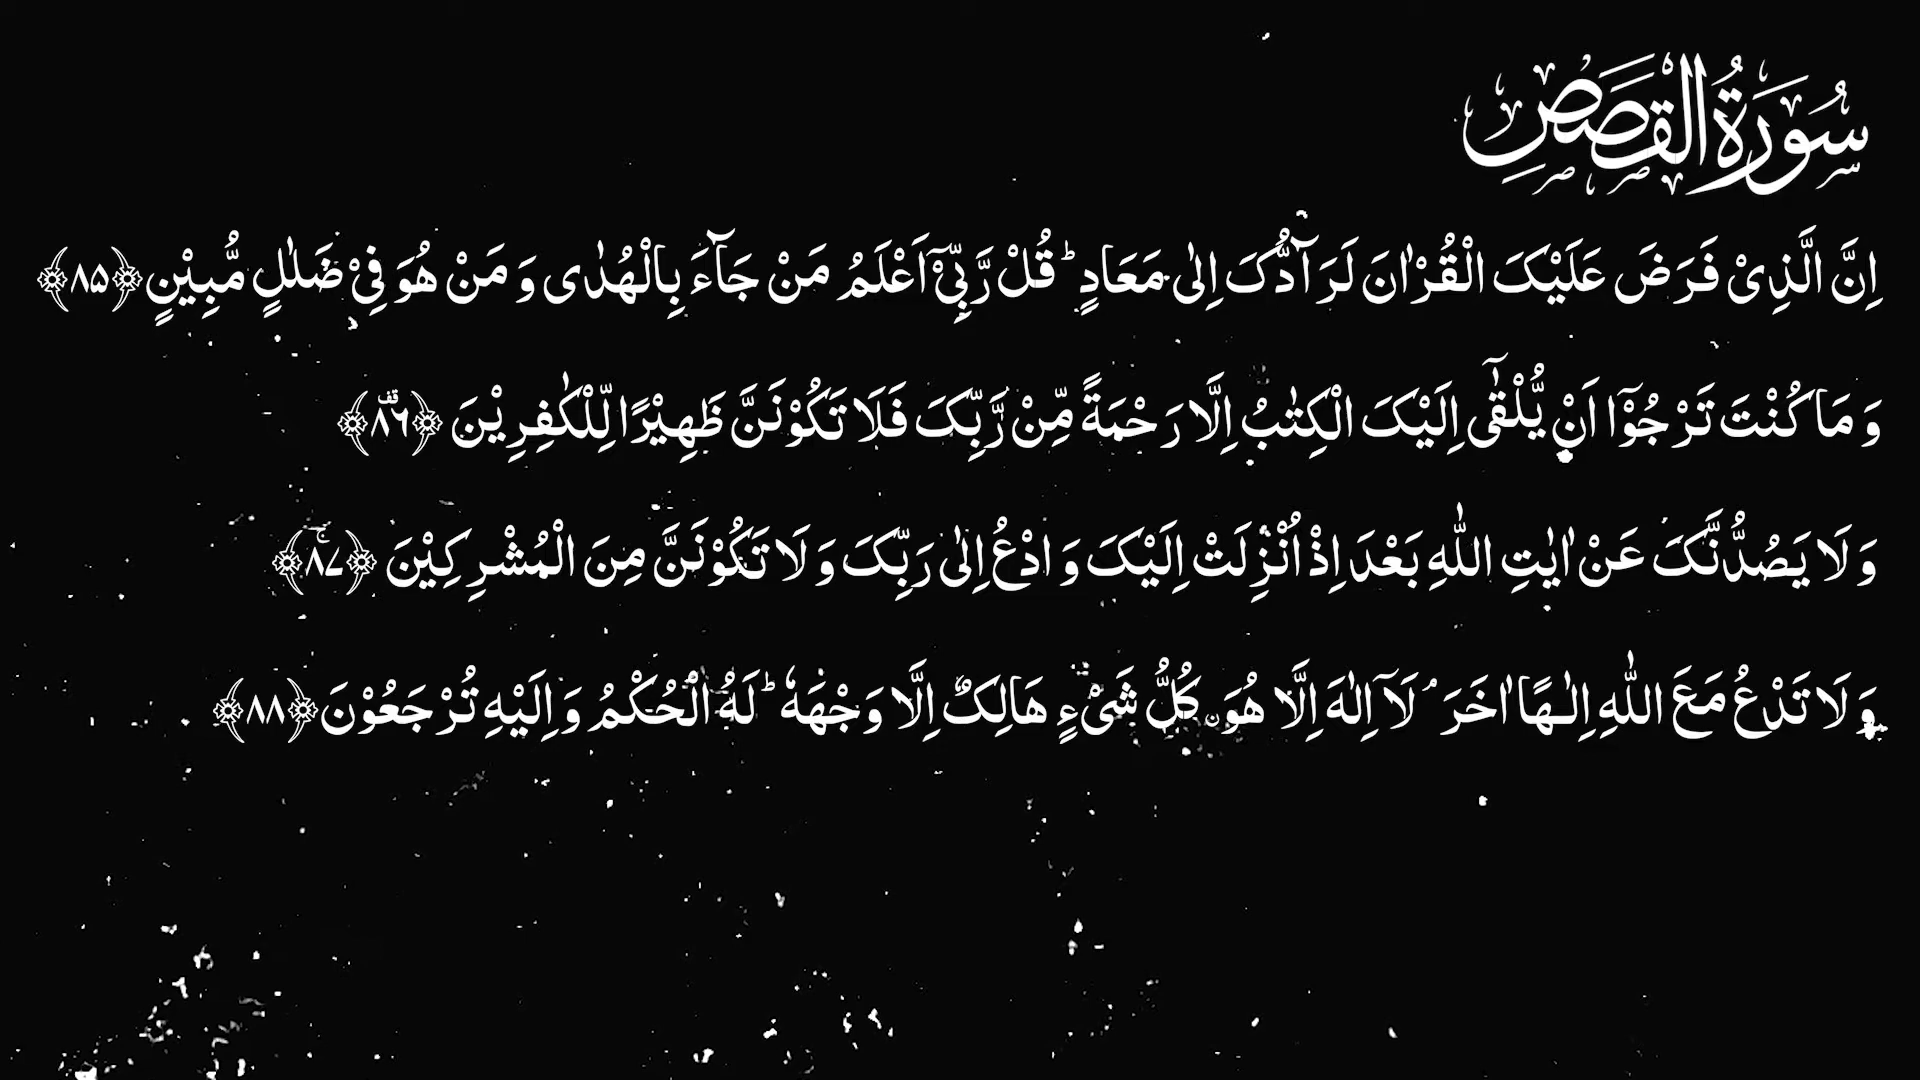 سُورَةُ الْقَصَصِ
اِنَّ الَّذِیْ فَرَضَ عَلَیْکَ الْقُرْاٰنَ لَرَآدُّکَ اِلٰی مَعَادٍ ؕ قُلْ رَّبِّیْۤ اَعْلَمُ مَنْ جَآءَ بِالْهُدٰی وَ مَنْ هُوَ فِیْ ضَلٰلٍ مُّبِیْنٍ ﴿۸۵﴾
وَ مَا کُنْتَ تَرْجُوْۤا اَنْ یُّلْقٰۤی اِلَیْکَ الْکِتٰبُ اِلَّا رَحْمَةً مِّنْ رَّبِّکَ فَلَا تَکُوْنَنَّ ظَهِیْرًا لِّلْکٰفِرِیْنَ ﴿۫۸۶﴾
وَ لَا یَصُدُّنَّکَ عَنْ اٰیٰتِ اللّٰهِ بَعْدَ اِذْ اُنْزِلَتْ اِلَیْکَ وَ ادْعُ اِلٰی رَبِّکَ وَ لَا تَکُوْنَنَّ مِنَ الْمُشْرِکِیْنَ ﴿ۚ۸۷﴾
وَ لَا تَدْعُ مَعَ اللّٰهِ اِلٰـهًا اٰخَرَ ۘ لَاۤ اِلٰهَ اِلَّا هُوَ کُلُّ شَیْءٍ هَالِکٌ اِلَّا وَجْهَهٗ ؕ لَهُ الْحُکْمُ وَ اِلَیْهِ تُرْجَعُوْنَ ﴿۸۸﴾